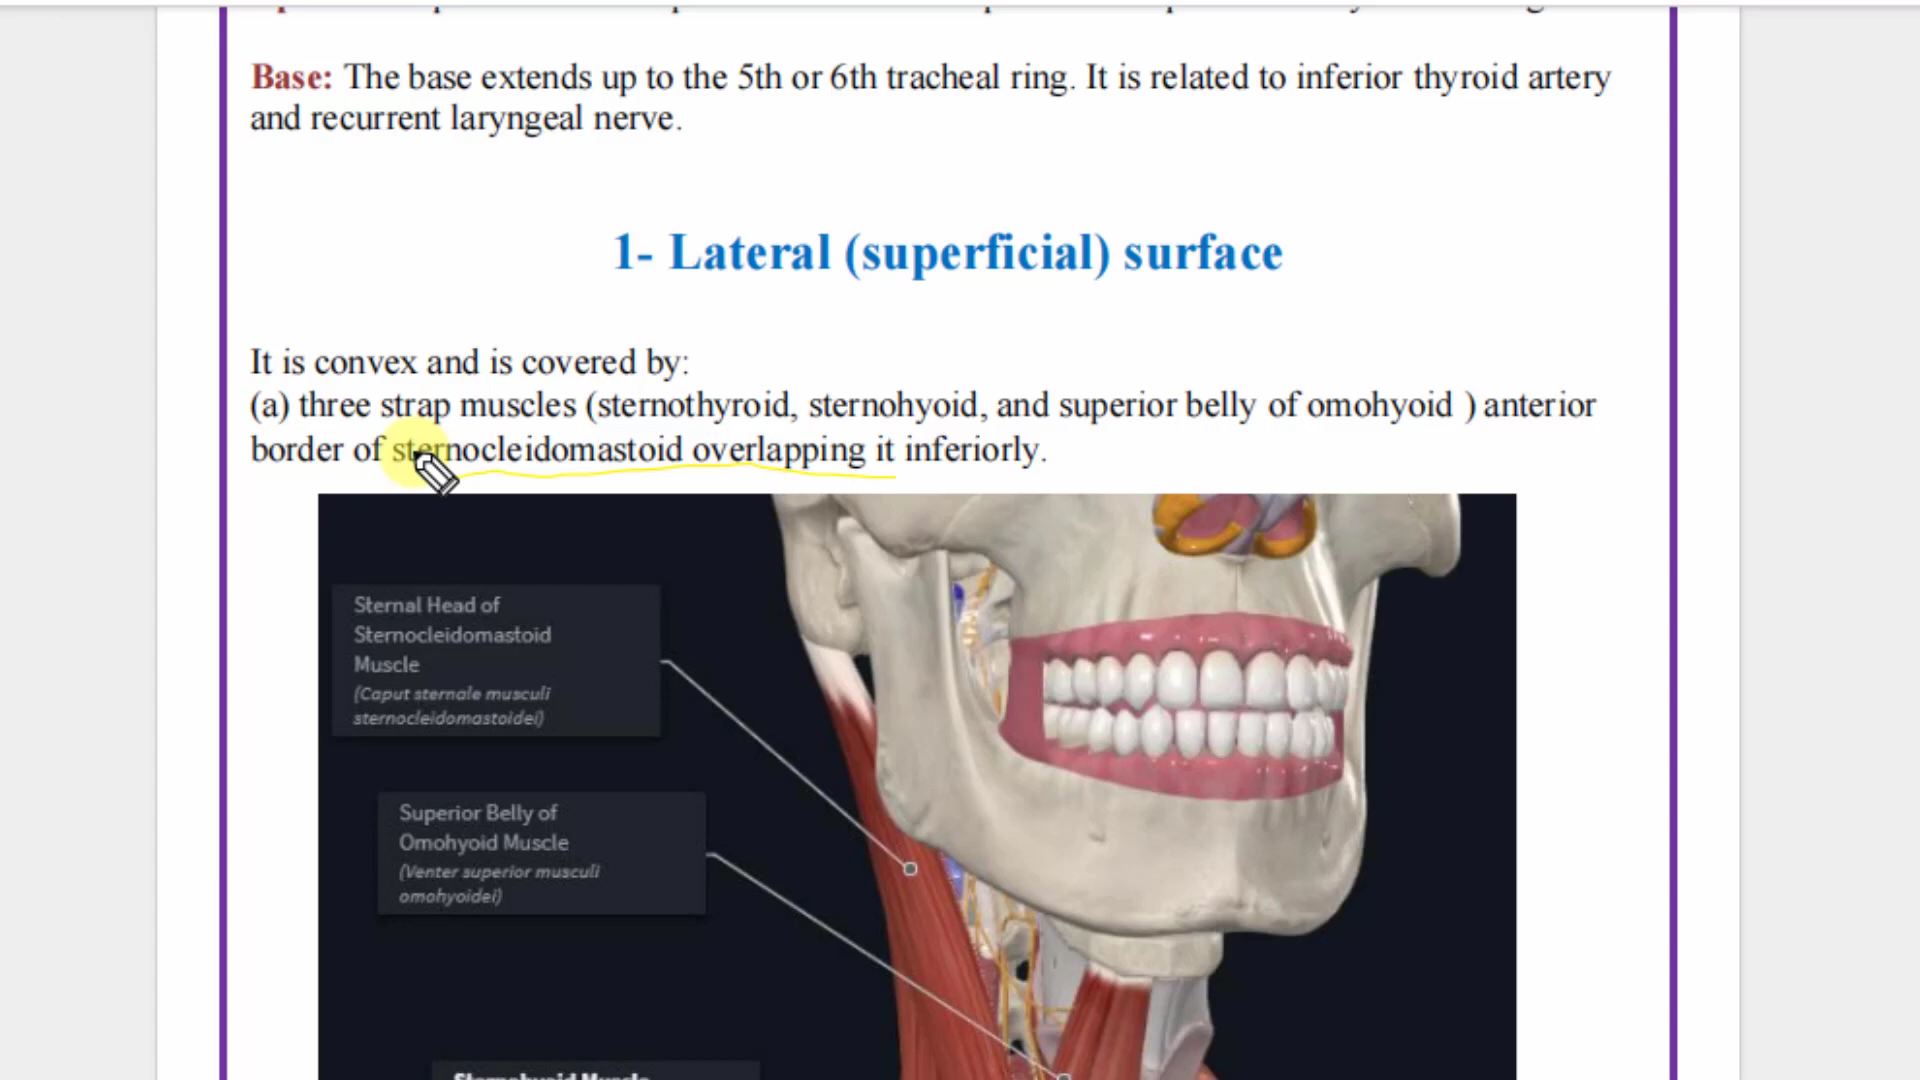 Base: The base extends up to the 5th or 6th tracheal ring. It is related to inferior thyroid artery
and recurrent laryngeal nerve.
1- Lateral (superficial) surface
It is convex and is covered by:
(a) three strap muscles (sternothyroid, sternohyoid, and superior belly of omohyoid ) anterior
border of sternocleidomastoid overlapping it inferiorly.
Sternal Head of
Sternocleidomastoid
Muscle
(Caput sternale musculi
sternocleidomastoidei)
Superior Belly of
Omohyoid Muscle
(Venter superior musculi
omohyoidei)
Sternohyoid Muscle